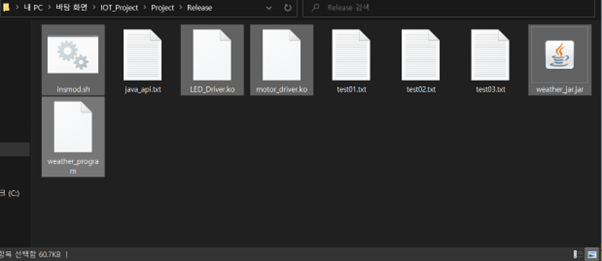 내 PC > 바탕 화면 > IOT_Project > Project > Release
Release 검색
insmod.sh
java_api.txt
LED_Driver.ko
motor_driver.ko
test01.txt
test02.txt
test03.txt
weather_jar.jar
weather_progra
m
크 (C:)
항목 선택함 60.7KB